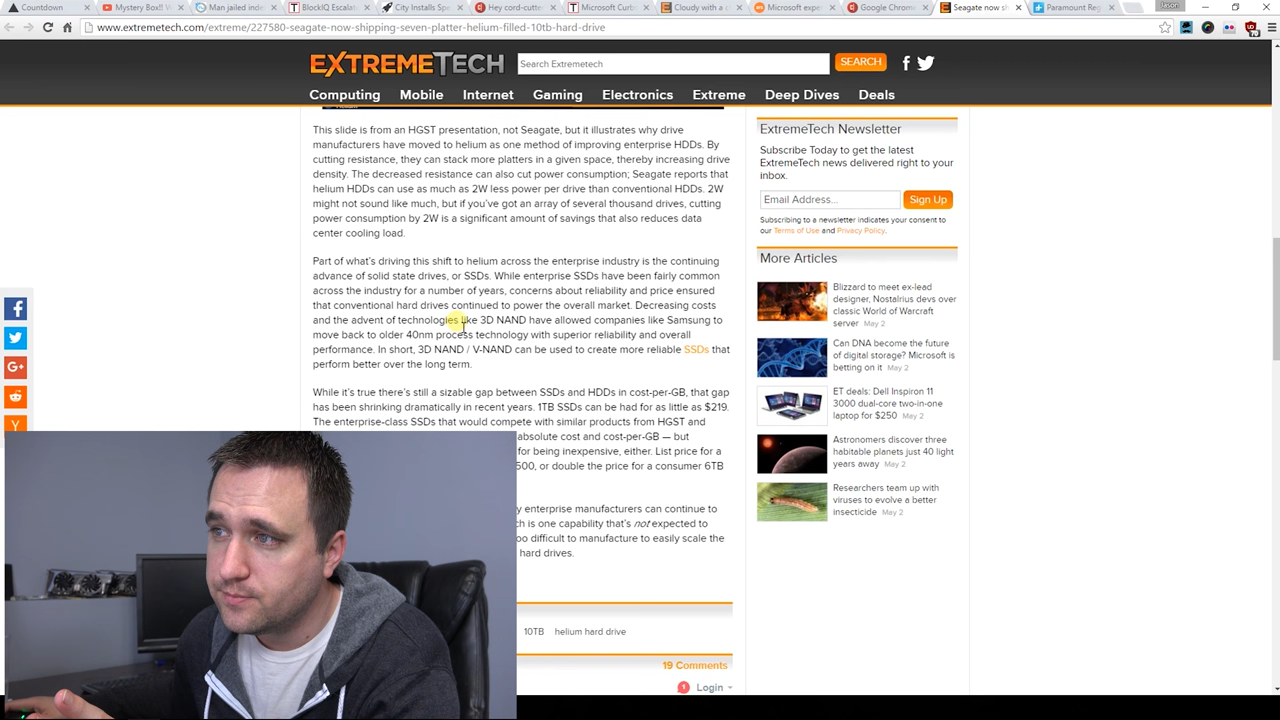 Countdown
Mystery Box!! W
Man jailed inde
BlockIQ Escalat
City Installs Spe
Hey cord-cutte
Microsoft Curb
Cloudy with a c
Microsoft expe
Google Chrome
Seagate now sh
Paramount Reg
Jason
www.extremetech.com/extreme/227580-seagate-now-shipping-seven-platter-helium-filled-10tb-hard-drive
EXTREMETECH
Search Extremetech
SEARCH
Computing Mobile Internet Gaming Electronics Extreme Deep Dives Deals
This slide is from an HGST presentation, not Seagate, but it illustrates why drive
manufacturers have moved to helium as one method of improving enterprise HDDs. By
cutting resistance, they can stack more platters in a given space, thereby increasing drive
density. The decreased resistance can also cut power consumption; Seagate reports that
helium HDDs can use as much as 2W less power per drive than conventional HDDs. 2W
might not sound like much, but if you've got an array of several thousand drives, cutting
power consumption by 2W is a significant amount of savings that also reduces data
center cooling load.
Part of what's driving this shift to helium across the enterprise industry is the continuing
advance of solid state drives, or SSDs. While enterprise SSDs have been fairly common
across the industry for a number of years, concerns about reliability and price ensured
that conventional hard drives continued to power the overall market. Decreasing costs
and the advent of technologies like 3D NAND have allowed companies like Samsung to
move back to older 40nm process technology with superior reliability and overall
performance. In short, 3D NAND / V-NAND can be used to create more reliable SSDs that
perform better over the long term.
While it's true there's still a sizable gap between SSDs and HDDs in cost-per-GB, that gap
has been shrinking dramatically in recent years. 1TB SSDs can be had for as little as $219.
The enterprise-class SSDs that would compete with similar products from HGST and
absolute cost and cost-per-GB — but
for being inexpensive, either. List price for a
500, or double the price for a consumer 6TB
y enterprise manufacturers can continue to
ch is one capability that's not expected to
oo difficult to manufacture to easily scale the
hard drives.
10TB helium hard drive
19 Comments
1 Login
ExtremeTech Newsletter
Subscribe Today to get the latest
ExtremeTech news delivered right to your
inbox.
Email Address...
Sign Up
Subscribing to a newsletter indicates your consent to
our Terms of Use and Privacy Policy.
More Articles
Blizzard to meet ex-lead
designer, Nostalrius devs over
classic World of Warcraft
server May 2
Can DNA become the future
of digital storage? Microsoft is
betting on it May 2
ET deals: Dell Inspiron 11
3000 dual-core two-in-one
laptop for $250 May 2
Astronomers discover three
habitable planets just 40 light
years away May 2
Researchers team up with
viruses to evolve a better
insecticide May 2